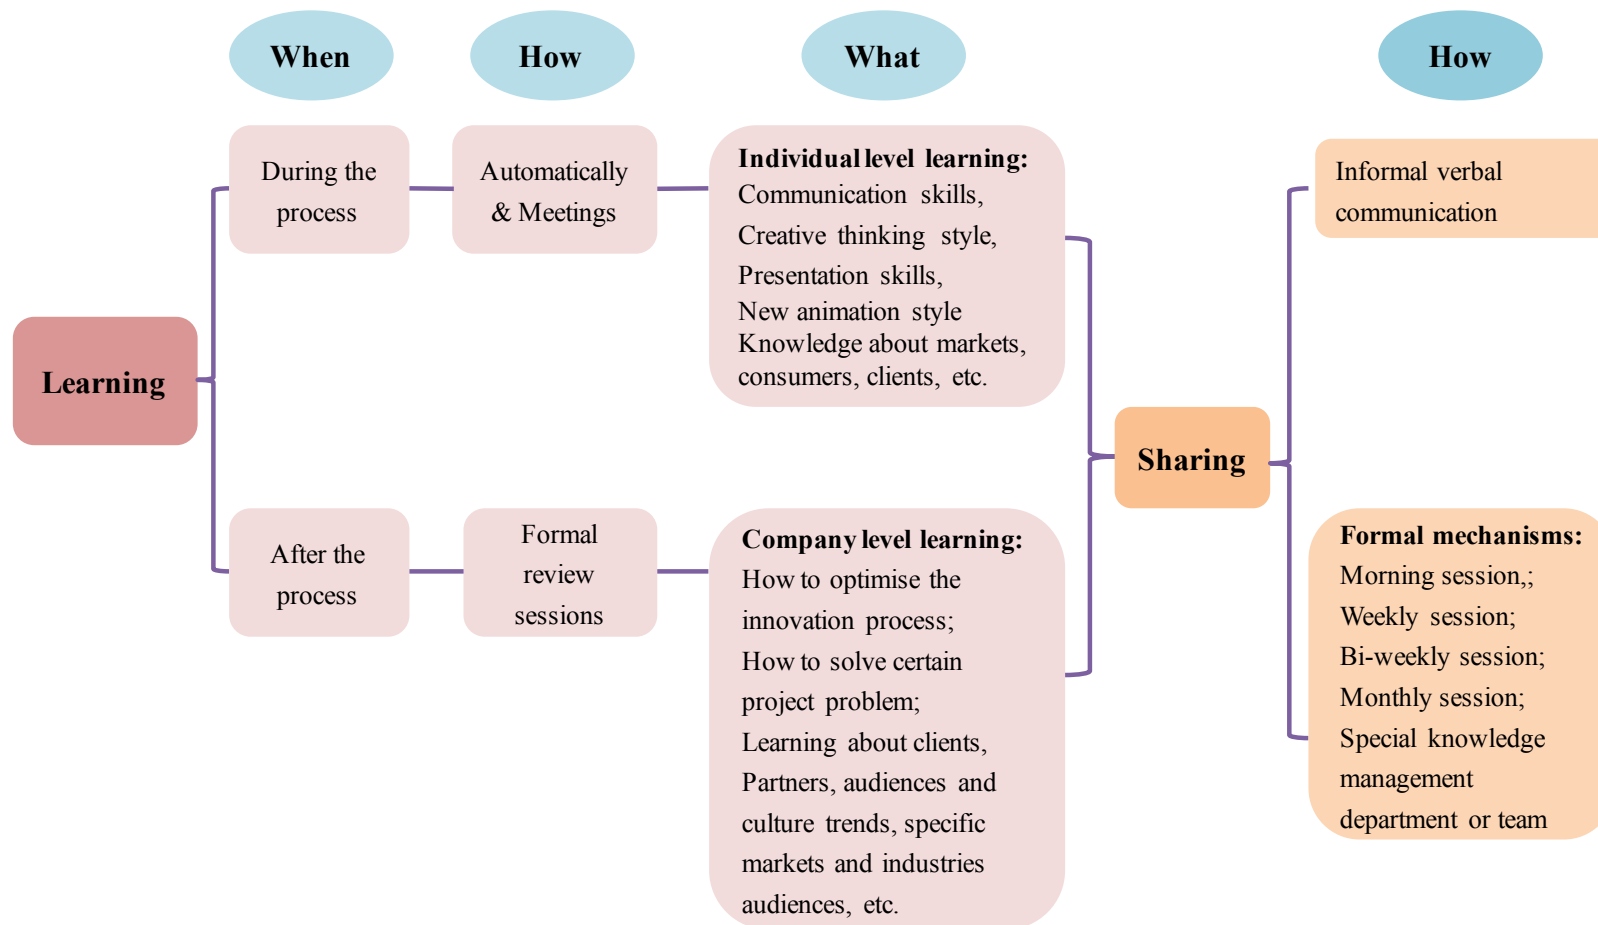 When
How
What
How
During the
process
Automatically
& Meetings
Individual level learning:
Communication skills,
Creative thinking style,
Presentation skills,
New animation style
Knowledge about markets,
consumers, clients, etc.
Informal verbal
communication
Learning
Sharing
After the
process
Formal
review
sessions
Company level learning:
How to optimise the
innovation process;
How to solve certain
project problem;
Learning about clients,
Partners, audiences and
culture trends, specific
markets and industries
audiences, etc.
Formal mechanisms:
Morning session,;
Weekly session;
Bi-weekly session;
Monthly session;
Special knowledge
management
department or team